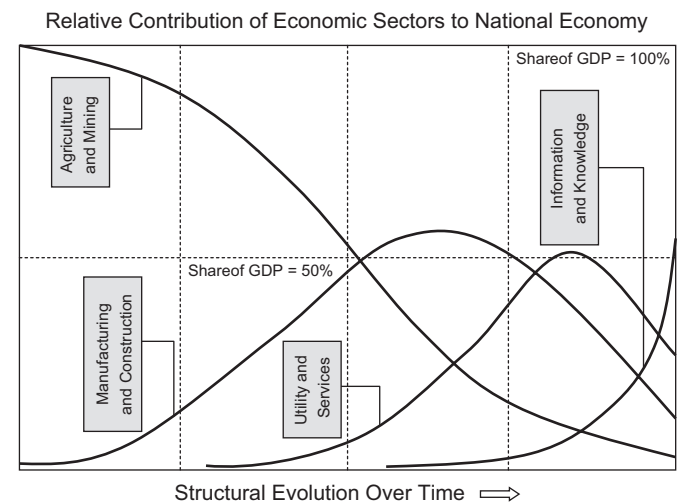 Relative Contribution of Economic Sectors to National Economy
Shareof GDP = 100%
Agriculture
and Mining
Information
and Knowledge
Shareof GDP = 50%
Manufacturing
and Construction
Utility and
Services
Structural Evolution Over Time